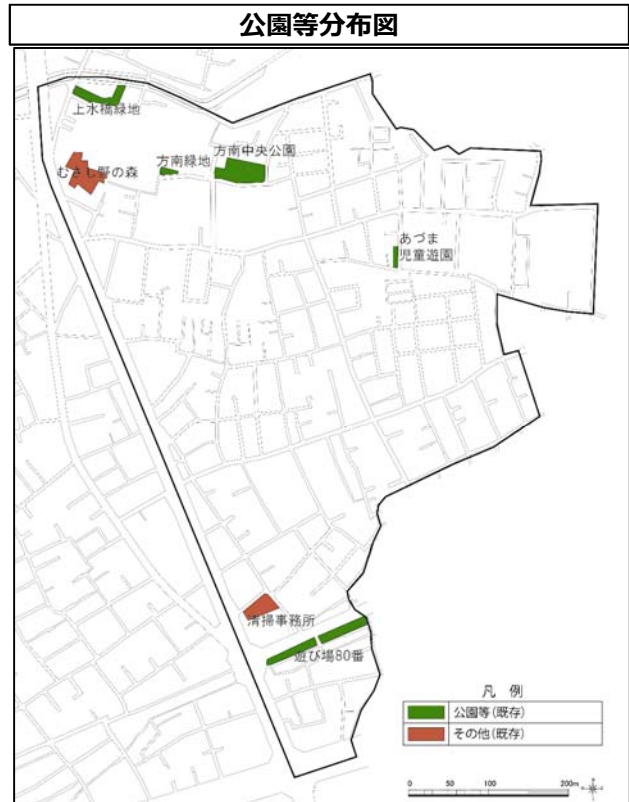 公園等分布図
上水橋緑地
むさし野の森
方南緑地
方南中央公園
あづま
児童遊園
清掃事務所
遊び場80番
凡 例
公園等(既存)
その他(既存)
0 50 100 200m